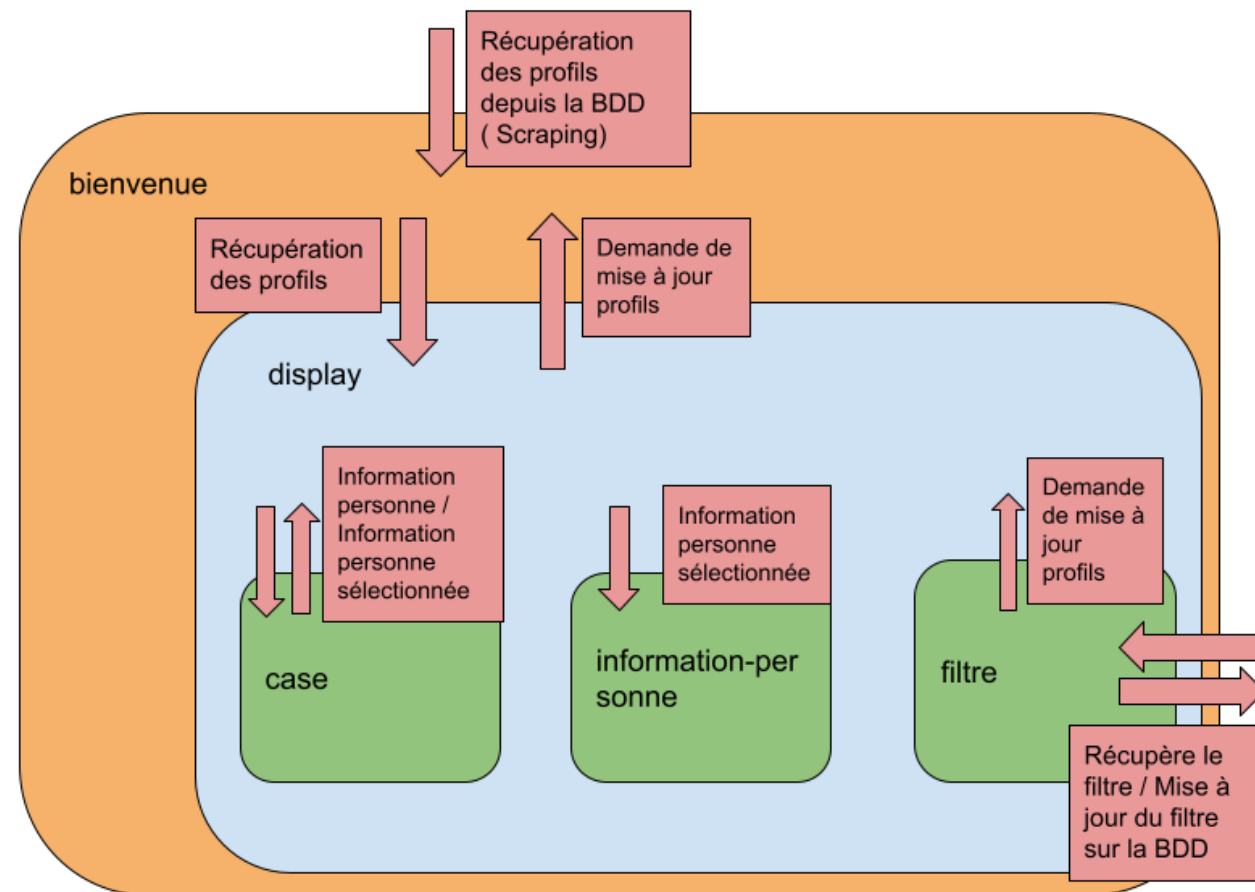 Récupération
des profils
depuis la BDD
( Scraping)
bienvenue
Récupération
des profils
Demande de
mise à jour
profils
display
Information
personne /
Information
personne
sélectionnée
Information
personne
sélectionnée
Demande
de mise à
jour
profils
case
information-per
sonne
filtre
Récupère le
filtre / Mise à
jour du filtre
sur la BDD